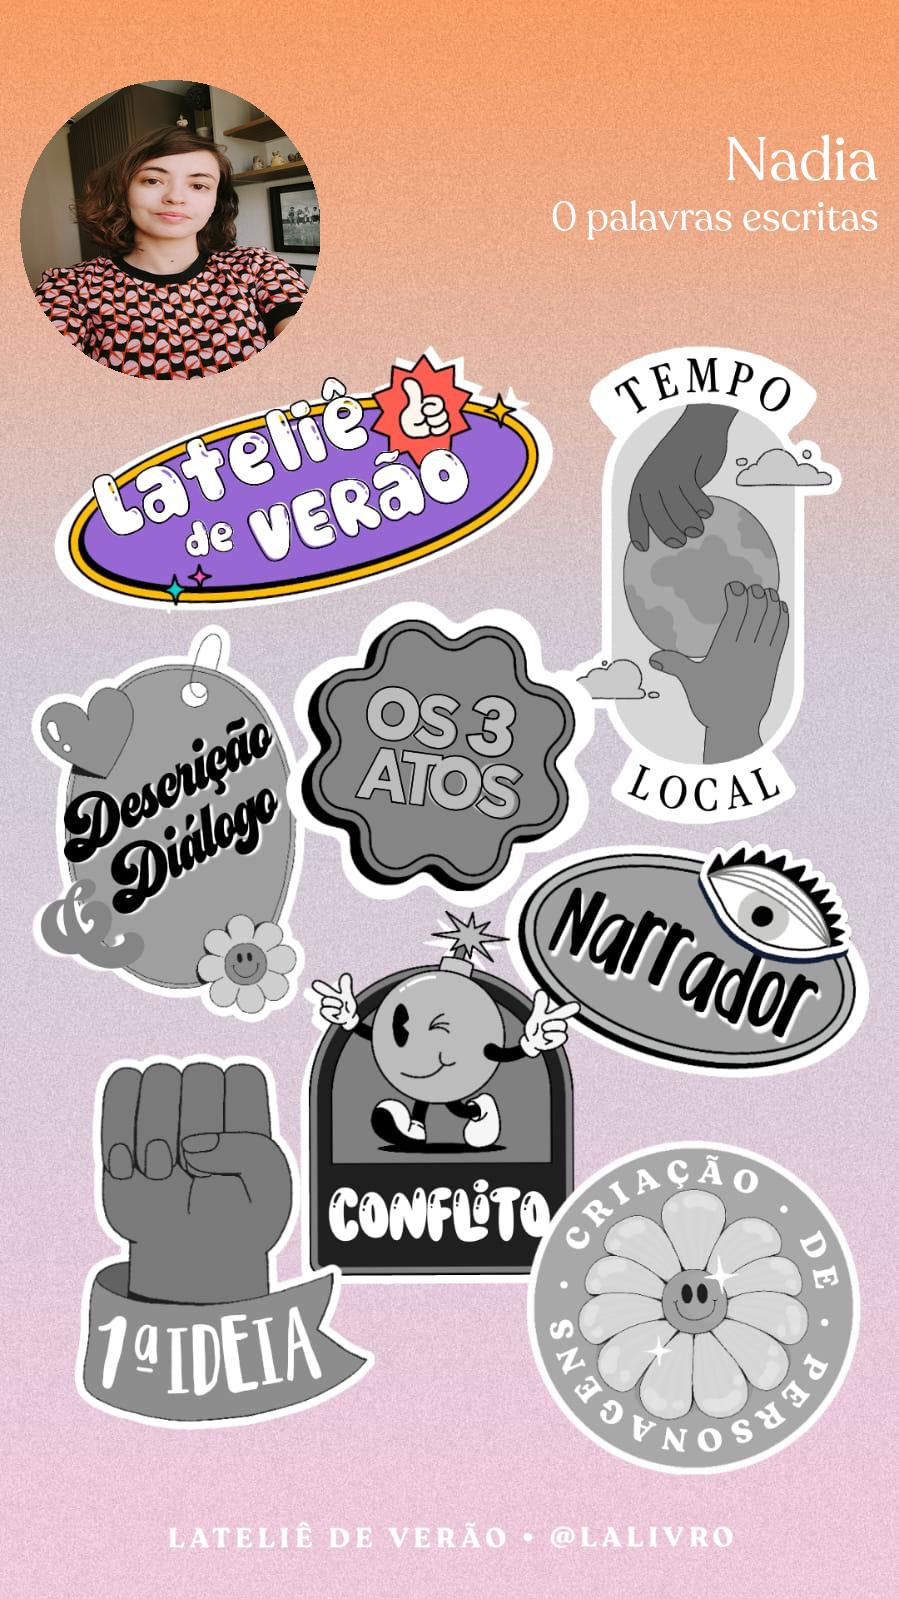 Nadia
0 palavras escritas
Lateliê
de VERÃO
TEMPO
LOCAL
Descrição
&
Diálogo
OS 3
ATOS
Narrador
CONFLITO
1ª IDEIA
CRIAÇÃO · DE · PERSONAGENS ·
LATELIÊ DE VERÃO • @LALIVRO